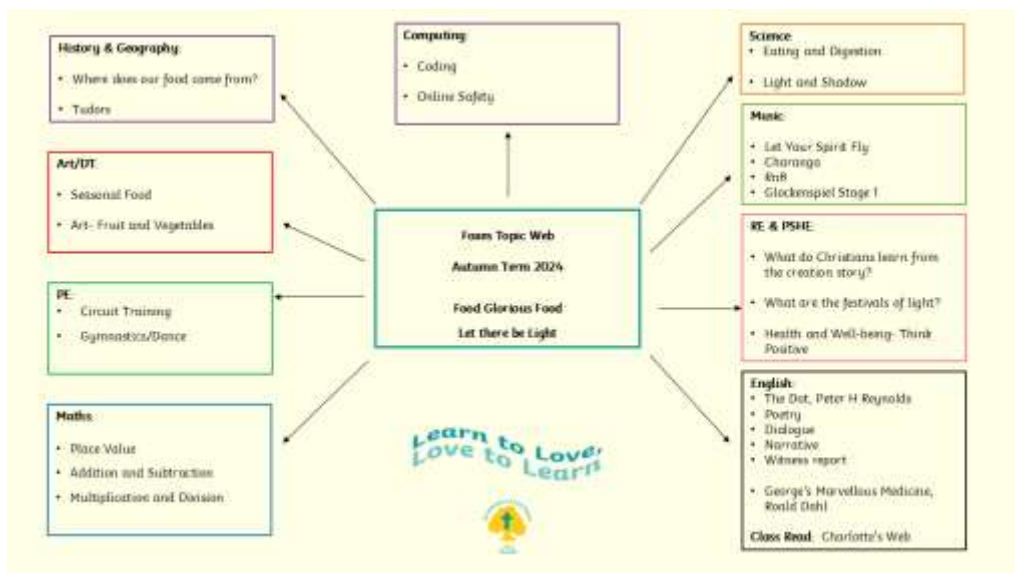 History & Geography:
• Where does our food come from?
• Tudors
Computing:
• Coding
• Online Safety
Science:
• Eating and Digestion
• Light and Shadow
Music:
• Let Your Spirit Fly
• Charanga
• RnB
• Glockenspiel Stage 1
Art/DT:
• Seasonal Food
• Art- Fruit and Vegetables
Foxes Topic Web
Autumn Term 2024
Food Glorious Food
Let there be Light
RE & PSHE:
• What do Christians learn from
the creation story?
• What are the festivals of light?
• Health and Well-being- Think
Positive
PE:
• Circuit Training
• Gymnastics/Dance
Maths:
• Place Value
• Addition and Subtraction
• Multiplication and Division
English:
• The Dot, Peter H Reynolds
• Poetry
• Dialogue
• Narrative
• Witness report
• George's Marvellous Medicine,
Roald Dahl
Class Read: Charlotte's Web
Learn to Love,
Love to Learn